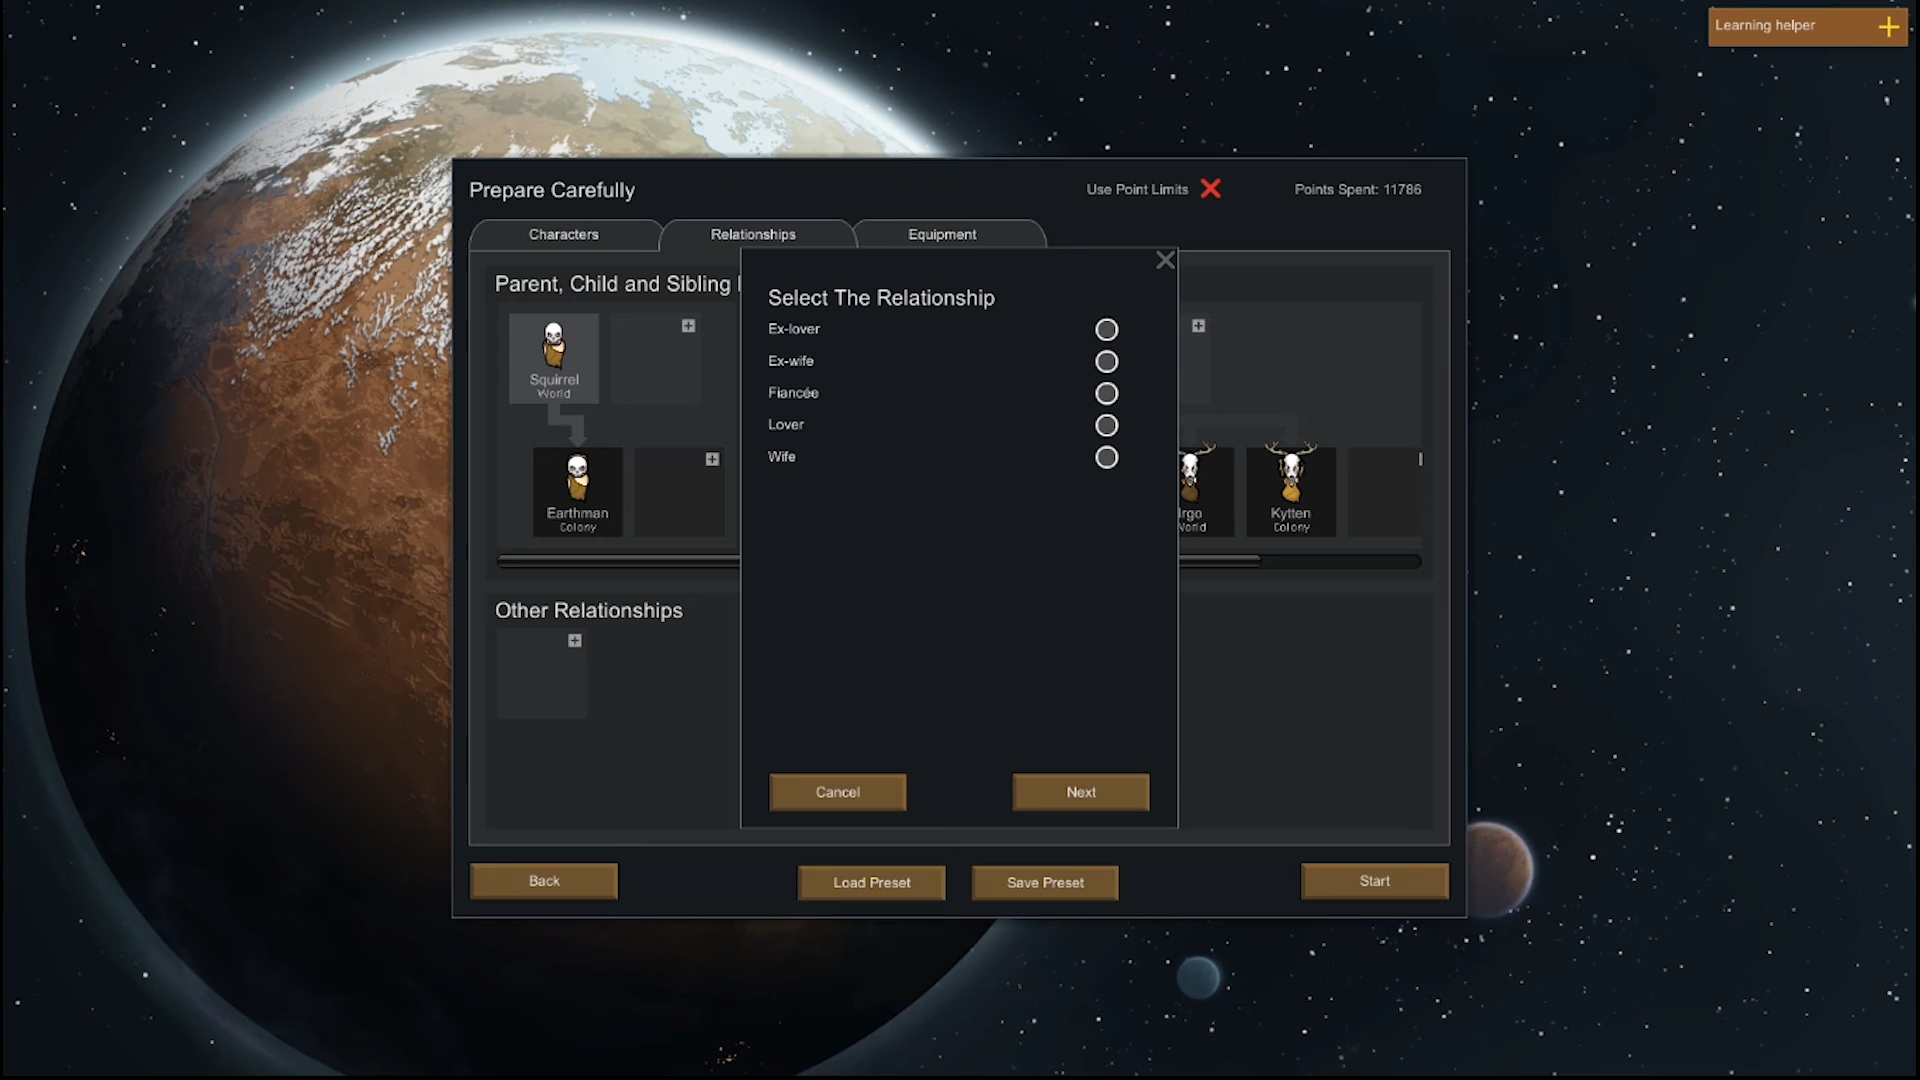 Learning helper
Prepare Carefully
Use Point Limits
Points Spent: 11786
Characters
Relationships
Equipment
Parent, Child and Sibling
Select The Relationship
Ex-lover
Ex-wife
Fiancée
Lover
Wife
Squirrel
World
Earthman
Colony
Kytten
Colony
Other Relationships
Cancel
Next
Back
Load Preset
Save Preset
Start